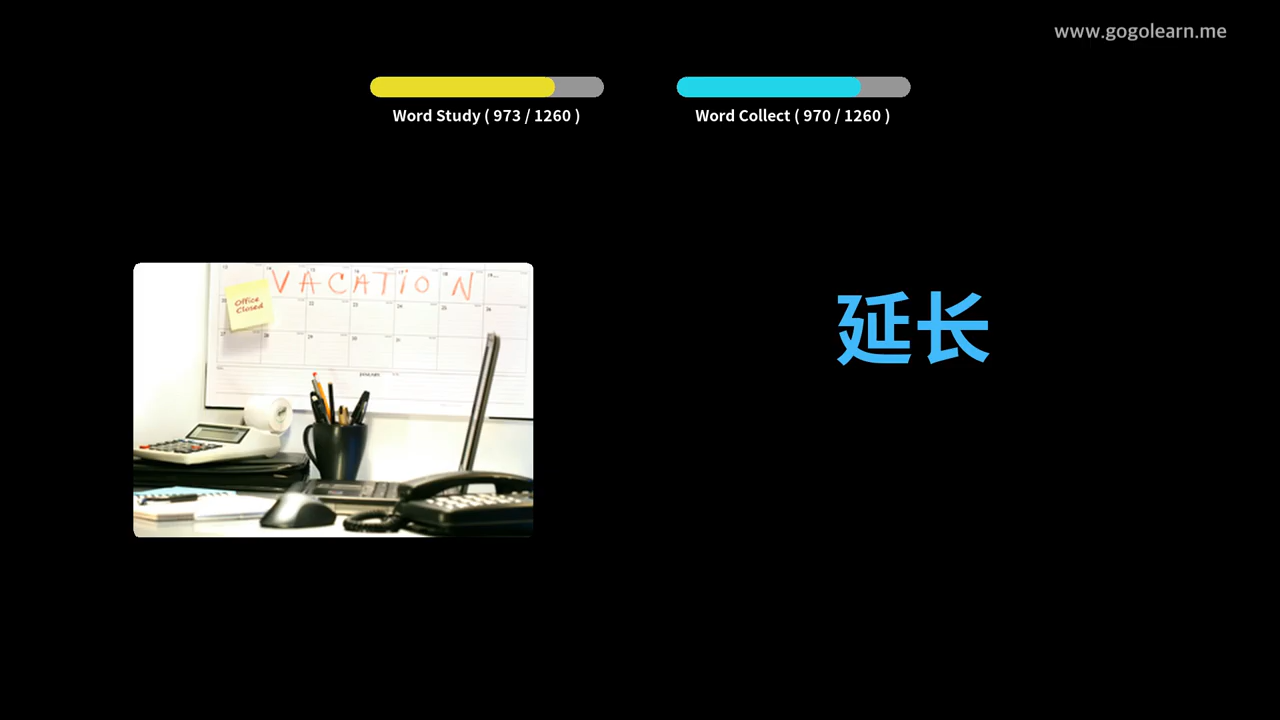 www.gogolearn.me
Word Study ( 973 / 1260 )
Word Collect ( 970 / 1260 )
VACATION
Office
Closed
延长